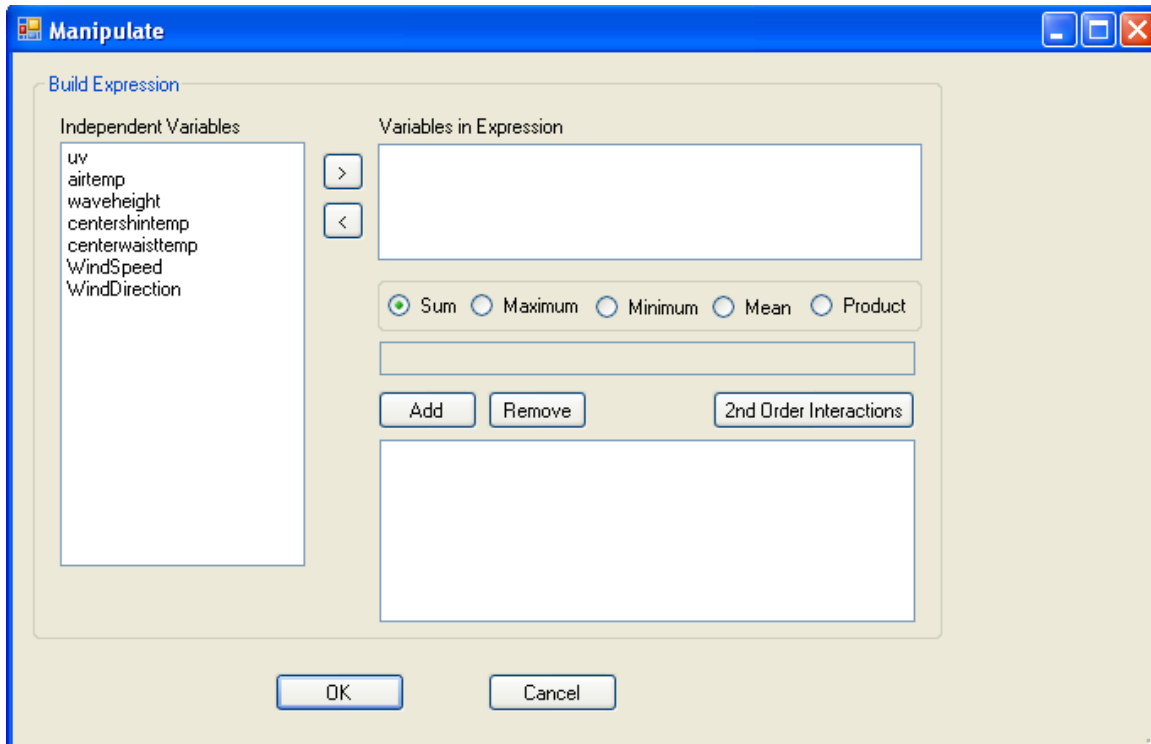 Manipulate
Build Expression
Independent Variables
uv
airtemp
waveheight
centershintemp
centerwaisttemp
WindSpeed
WindDirection
>
<
Variables in Expression
Sum Maximum Minimum Mean Product
Add Remove 2nd Order Interactions
OK Cancel